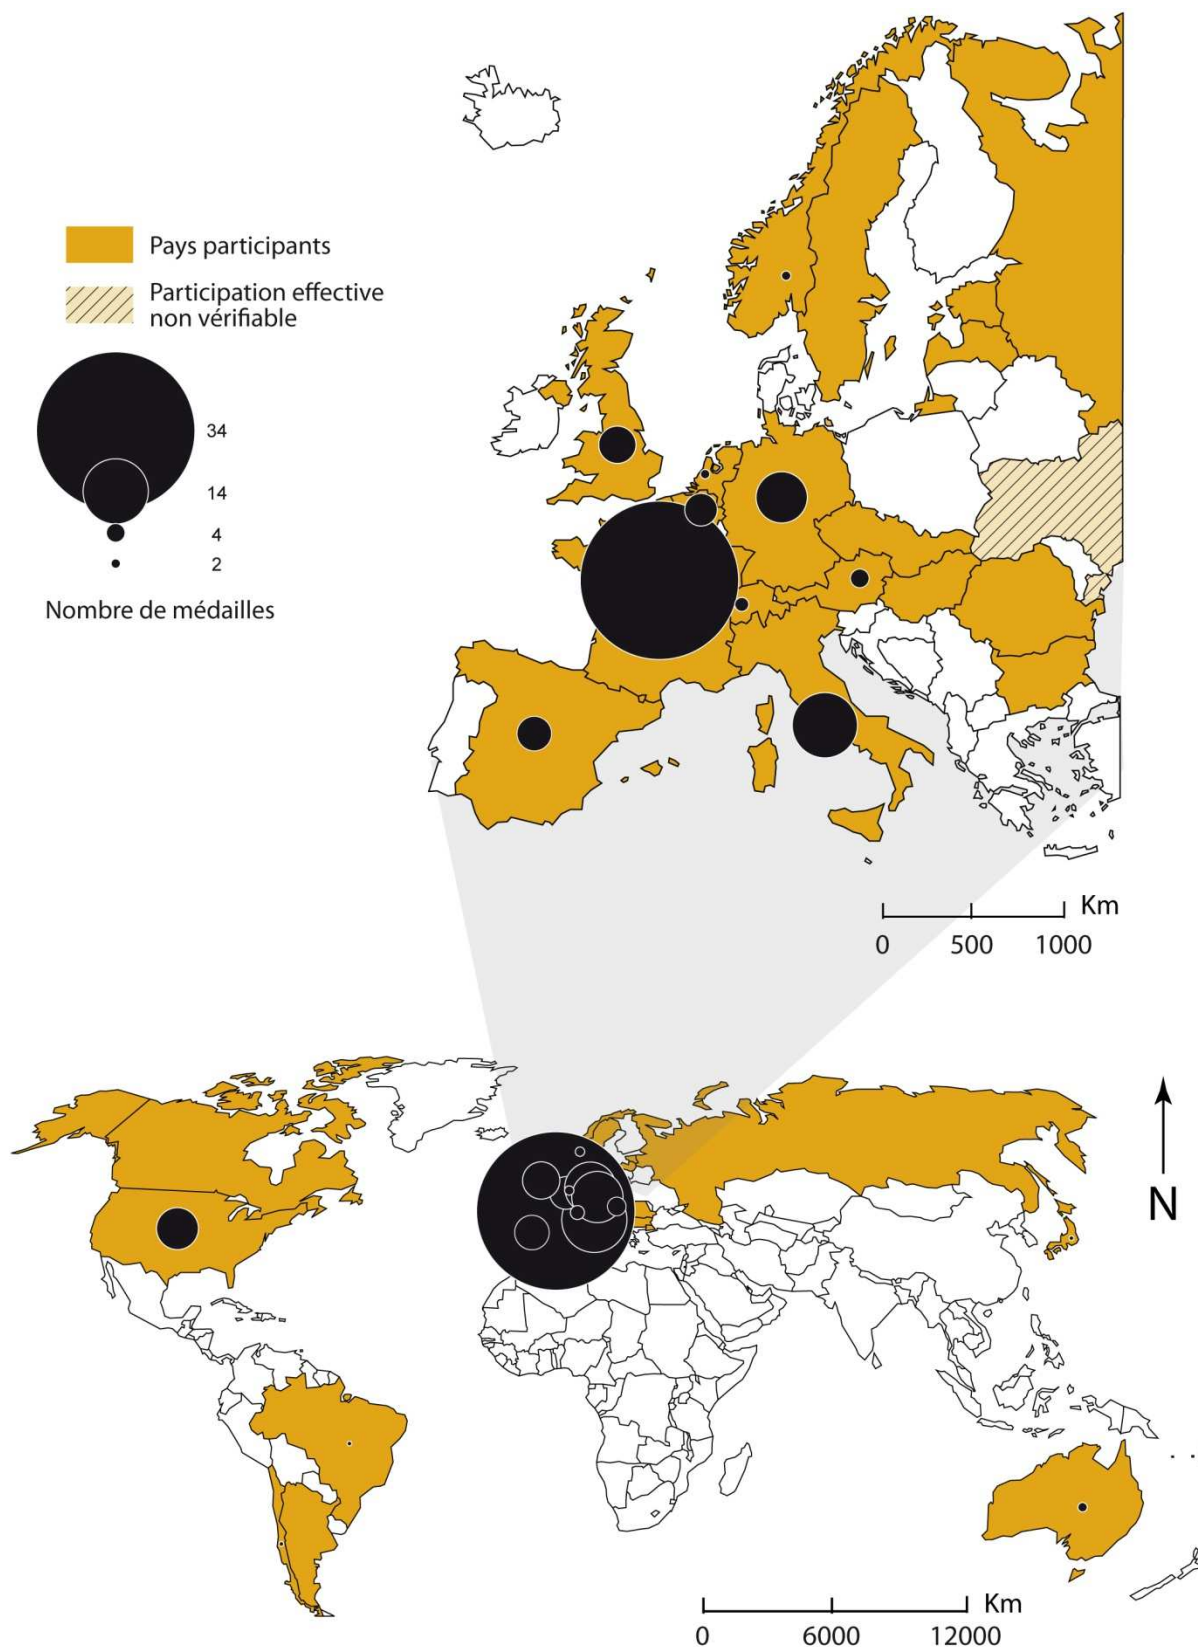 Pays participants
Participation effective
non vérifiable
34
14
4
2
Nombre de médailles
Km
0 500 1000
N
Km
0 6000 12000